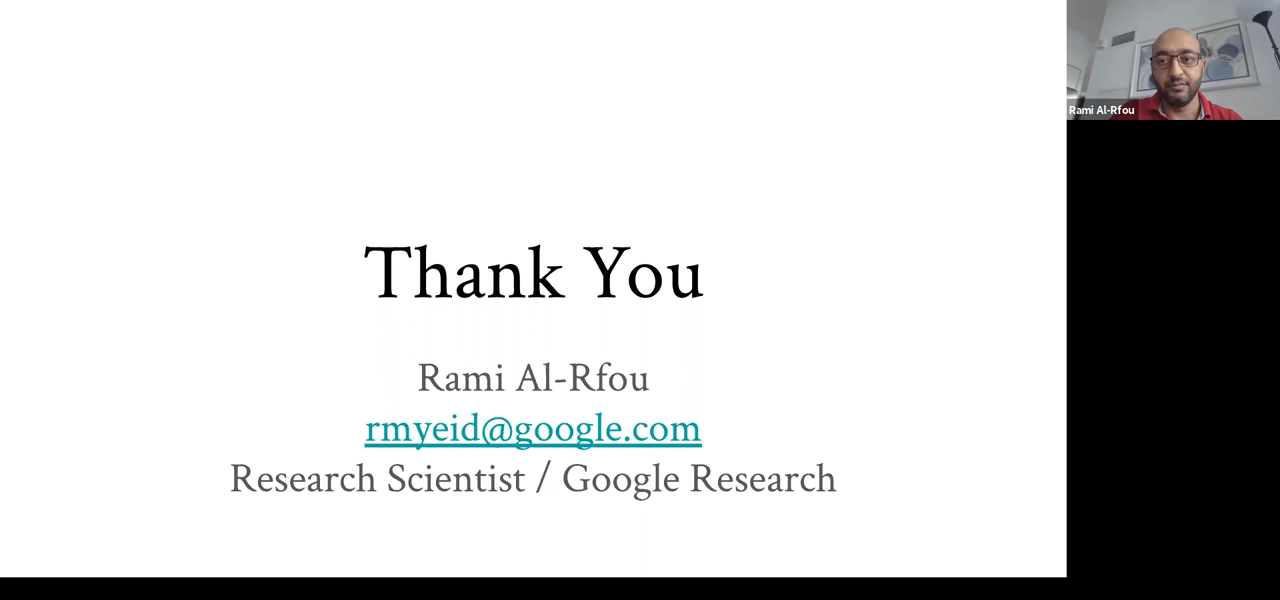 Thank You
Rami Al-Rfou
rmyeid@google.com
Research Scientist / Google Research
Rami Al-Rfou